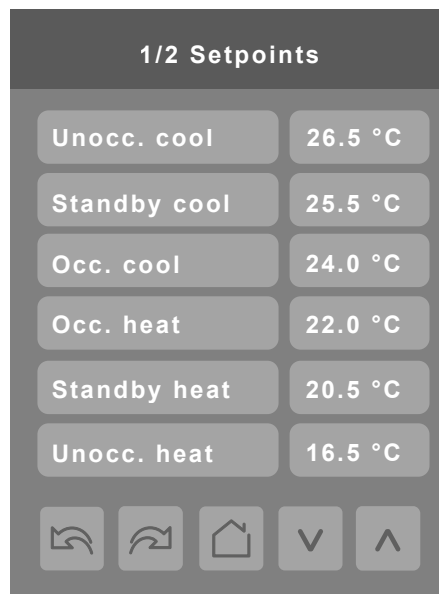 1/2 Setpoints
Unocc. cool 26.5 °C
Standby cool 25.5 °C
Occ. cool 24.0 °C
Occ. heat 22.0 °C
Standby heat 20.5 °C
Unocc. heat 16.5 °C